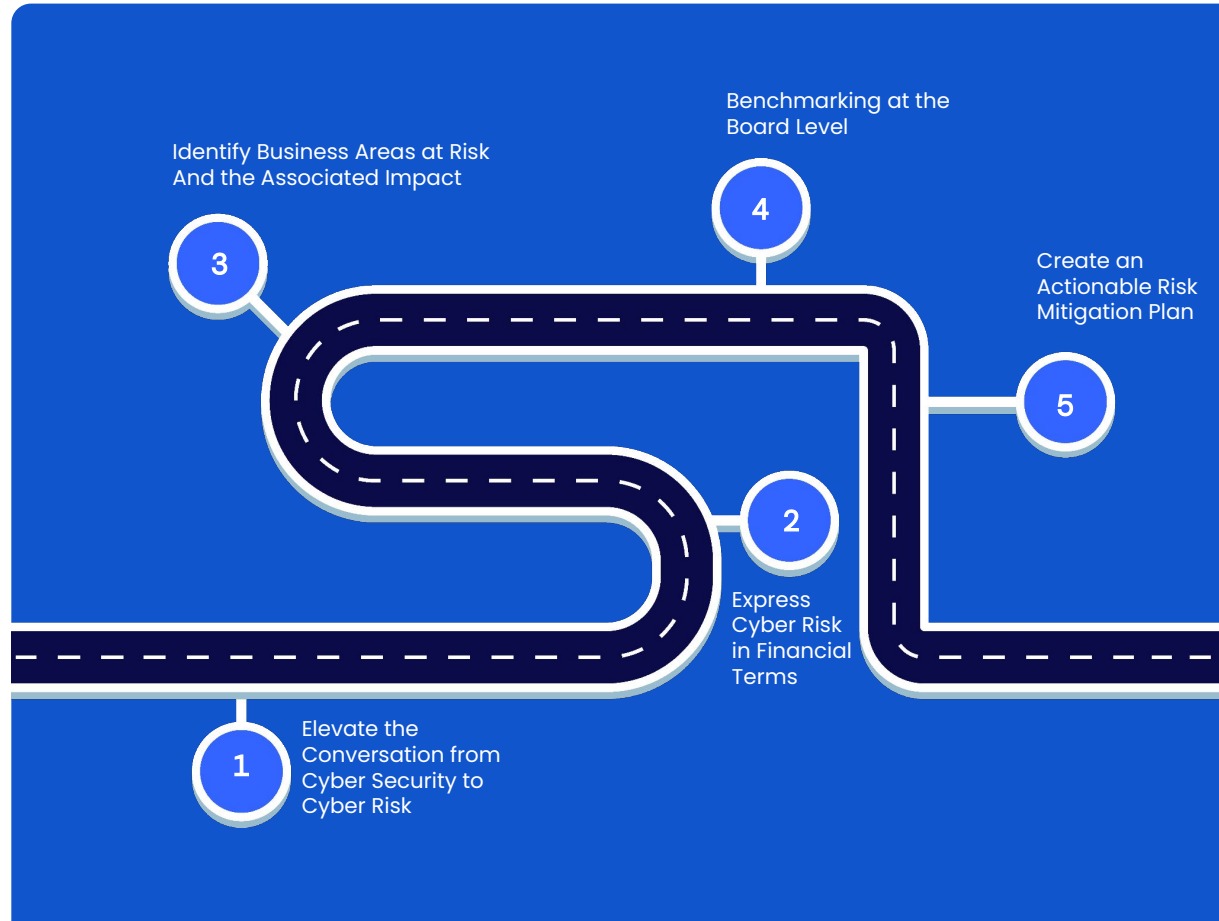 Benchmarking at the
Board Level
4
Identify Business Areas at Risk
And the Associated Impact
3
Create an
Actionable Risk
Mitigation Plan
5
2
Express
Cyber Risk
in Financial
Terms
1
Elevate the
Conversation from
Cyber Security to
Cyber Risk